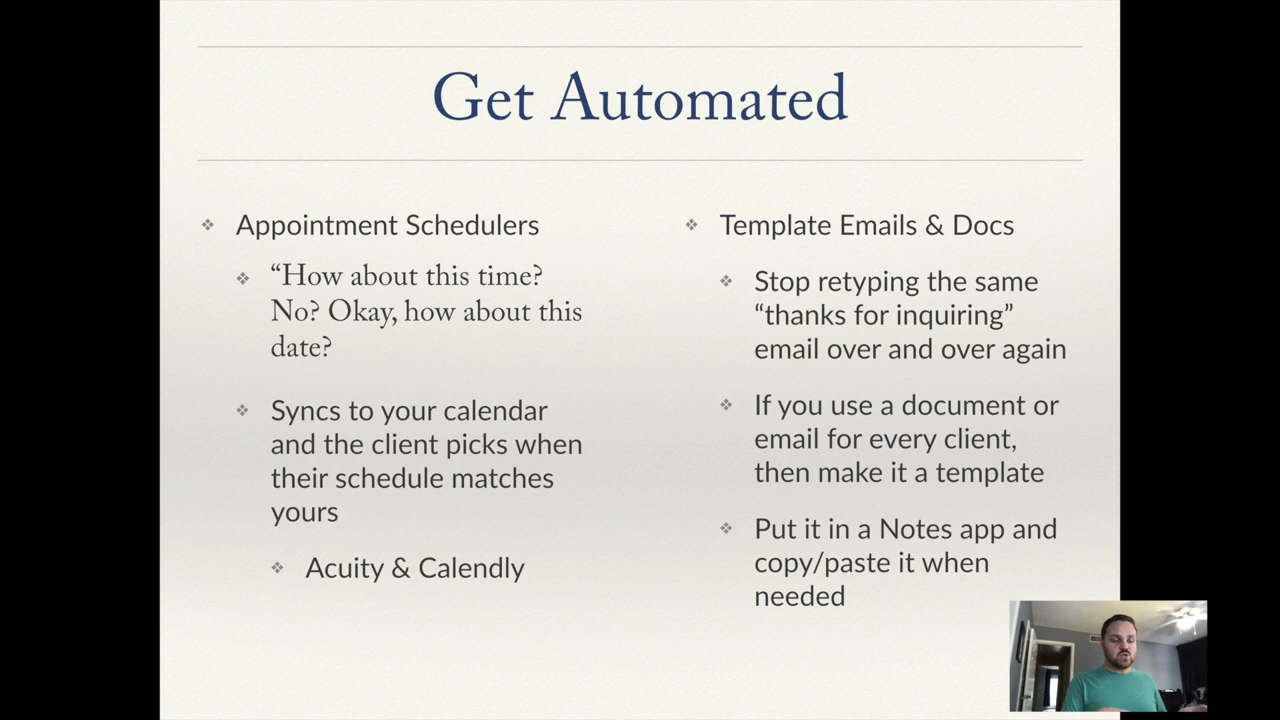 Get Automated
Appointment Schedulers
“How about this time?
No? Okay, how about this
date?
Syncs to your calendar
and the client picks when
their schedule matches
yours
Acuity & Calendly
Template Emails & Docs
Stop retyping the same
“thanks for inquiring”
email over and over again
If you use a document or
email for every client,
then make it a template
Put it in a Notes app and
copy/paste it when
needed